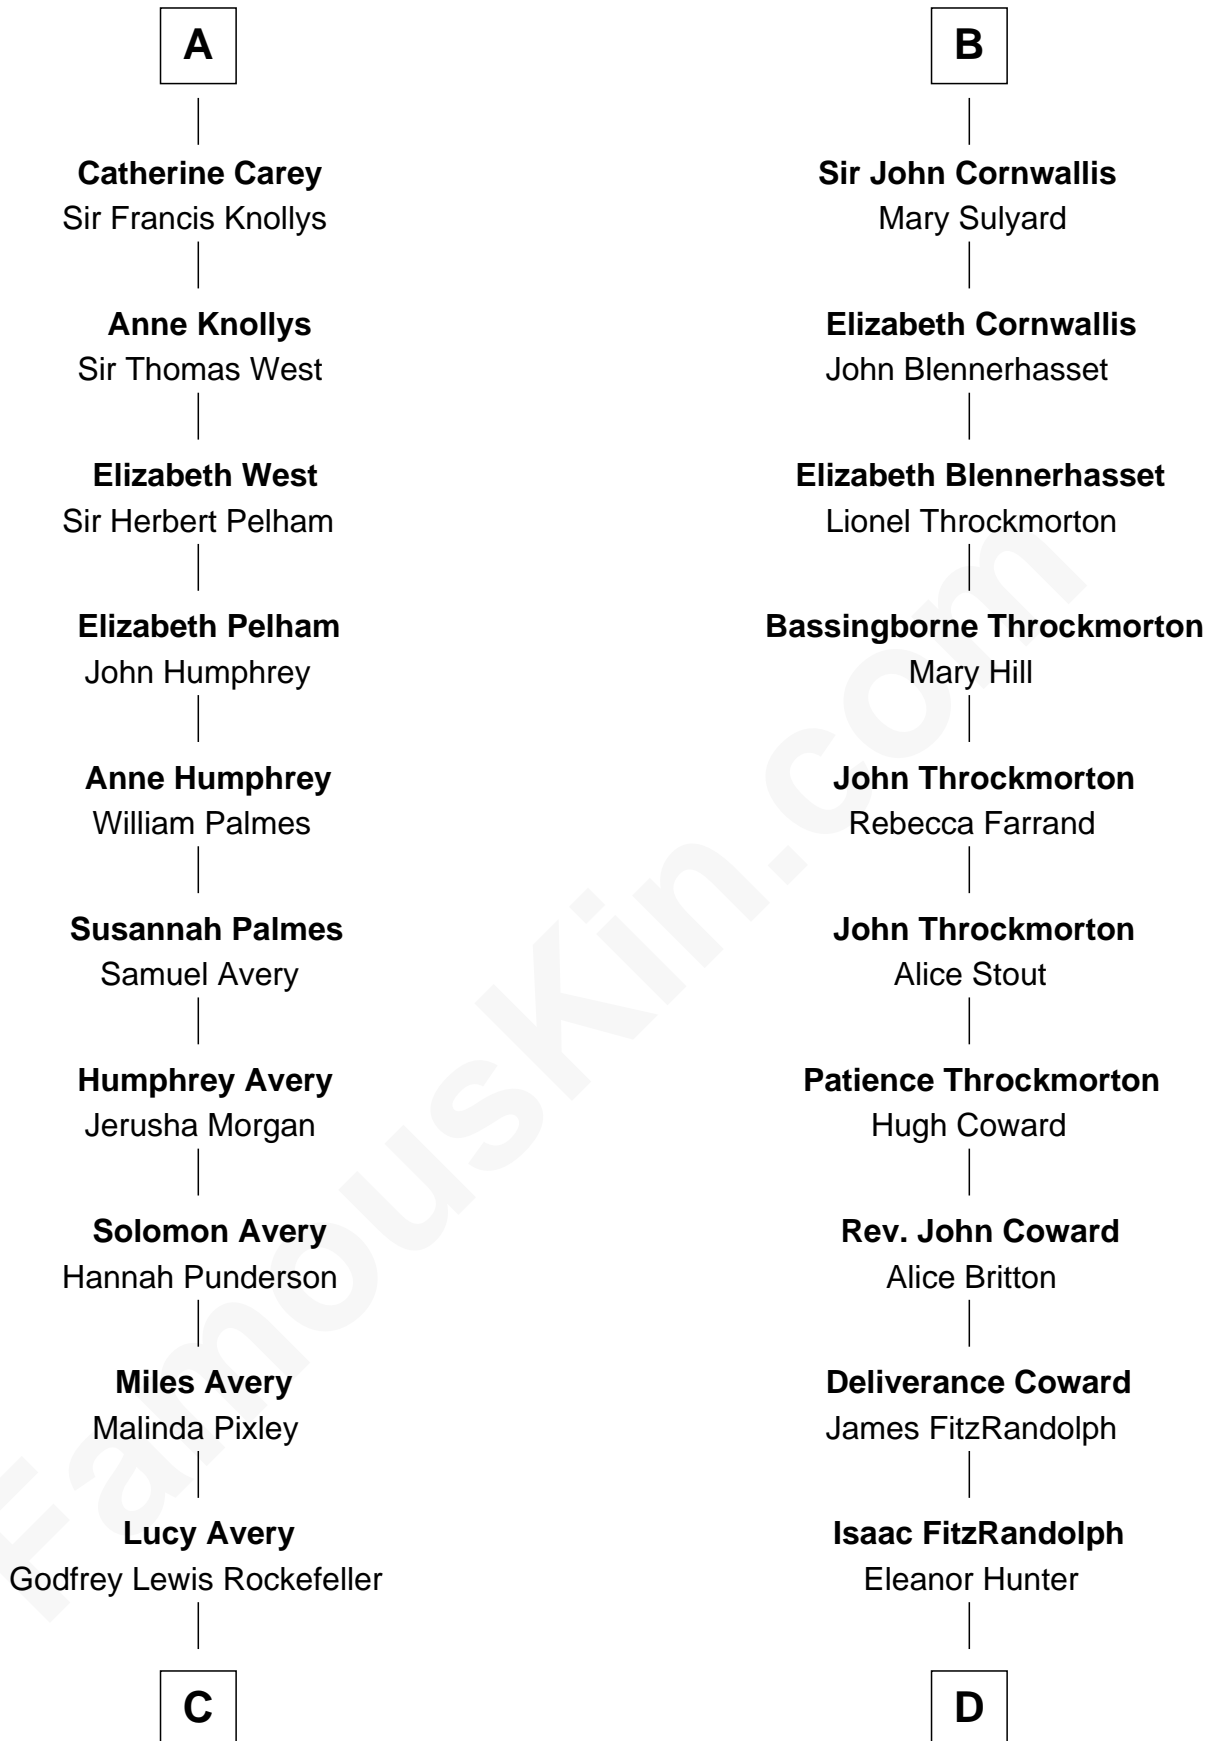 A
Catherine Carey
Sir Francis Knollys
Anne Knollys
Sir Thomas West
Elizabeth West
Sir Herbert Pelham
Elizabeth Pelham
John Humphrey
Anne Humphrey
William Palmes
Susannah Palmes
Samuel Avery
Humphrey Avery
Jerusha Morgan
Solomon Avery
Hannah Punderson
Miles Avery
Malinda Pixley
Lucy Avery
Godfrey Lewis Rockefeller
C
B
Sir John Cornwallis
Mary Sulyard
Elizabeth Cornwallis
John Blennerhasset
Elizabeth Blennerhasset
Lionel Throckmorton
Bassingborne Throckmorton
Mary Hill
John Throckmorton
Rebecca Farrand
John Throckmorton
Alice Stout
Patience Throckmorton
Hugh Coward
Rev. John Coward
Alice Britton
Deliverance Coward
James FitzRandolph
Isaac FitzRandolph
Eleanor Hunter
D
FamousKin.com